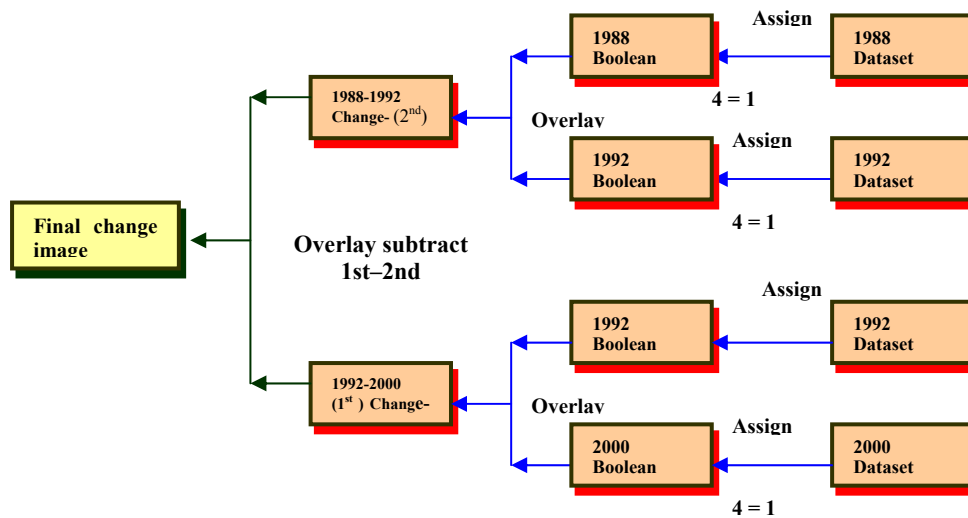 Assign
1988
Boolean
1988
Dataset
4 = 1
1988-1992
Change- (2nd)
Overlay
Assign
1992
Boolean
1992
Dataset
4 = 1
Final change
image
Overlay subtract
1st–2nd
Assign
1992
Boolean
1992
Dataset
1992-2000
(1st ) Change-
Overlay
Assign
2000
Boolean
2000
Dataset
4 = 1